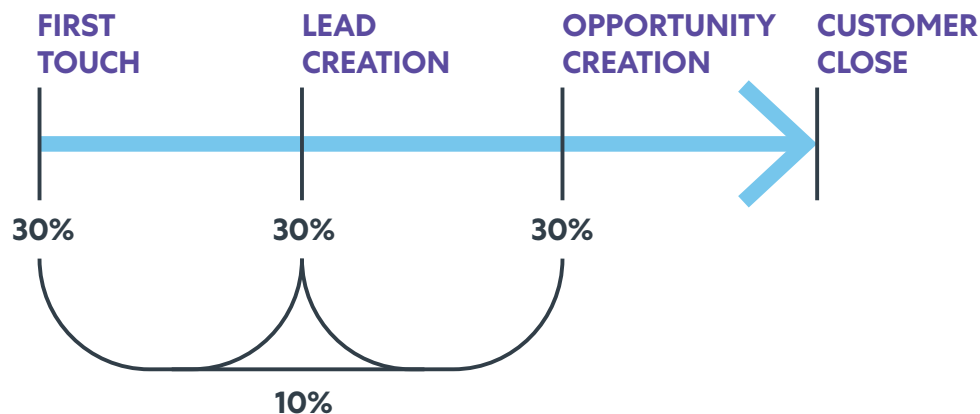 FIRST
TOUCH
LEAD
CREATION
OPPORTUNITY
CREATION
CUSTOMER
CLOSE
30%
30%
30%
10%